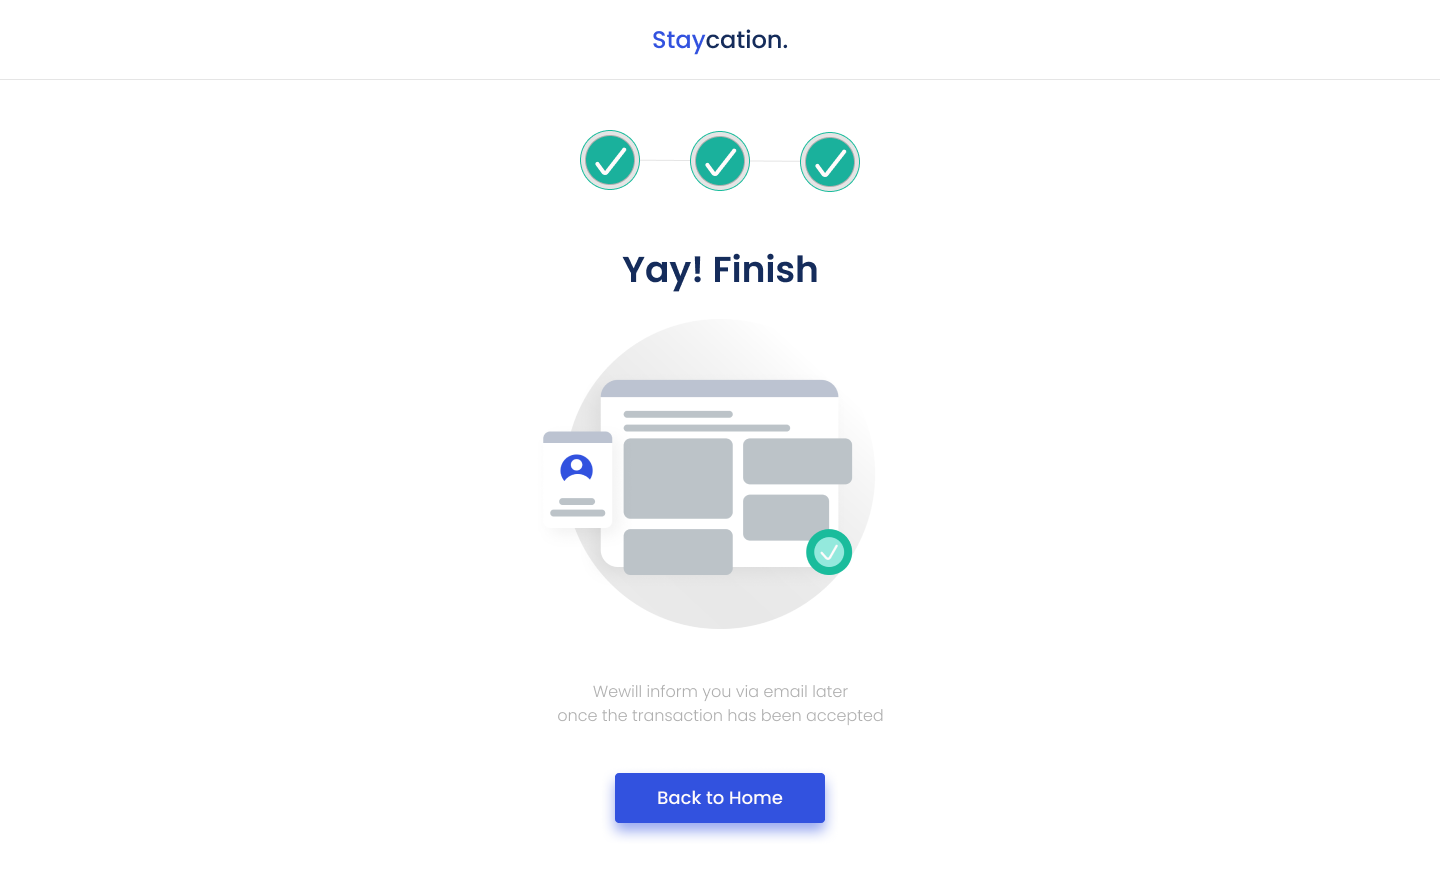 Staycation.
Yay! Finish
Wewill inform you via email later
once the transaction has been accepted
Back to Home